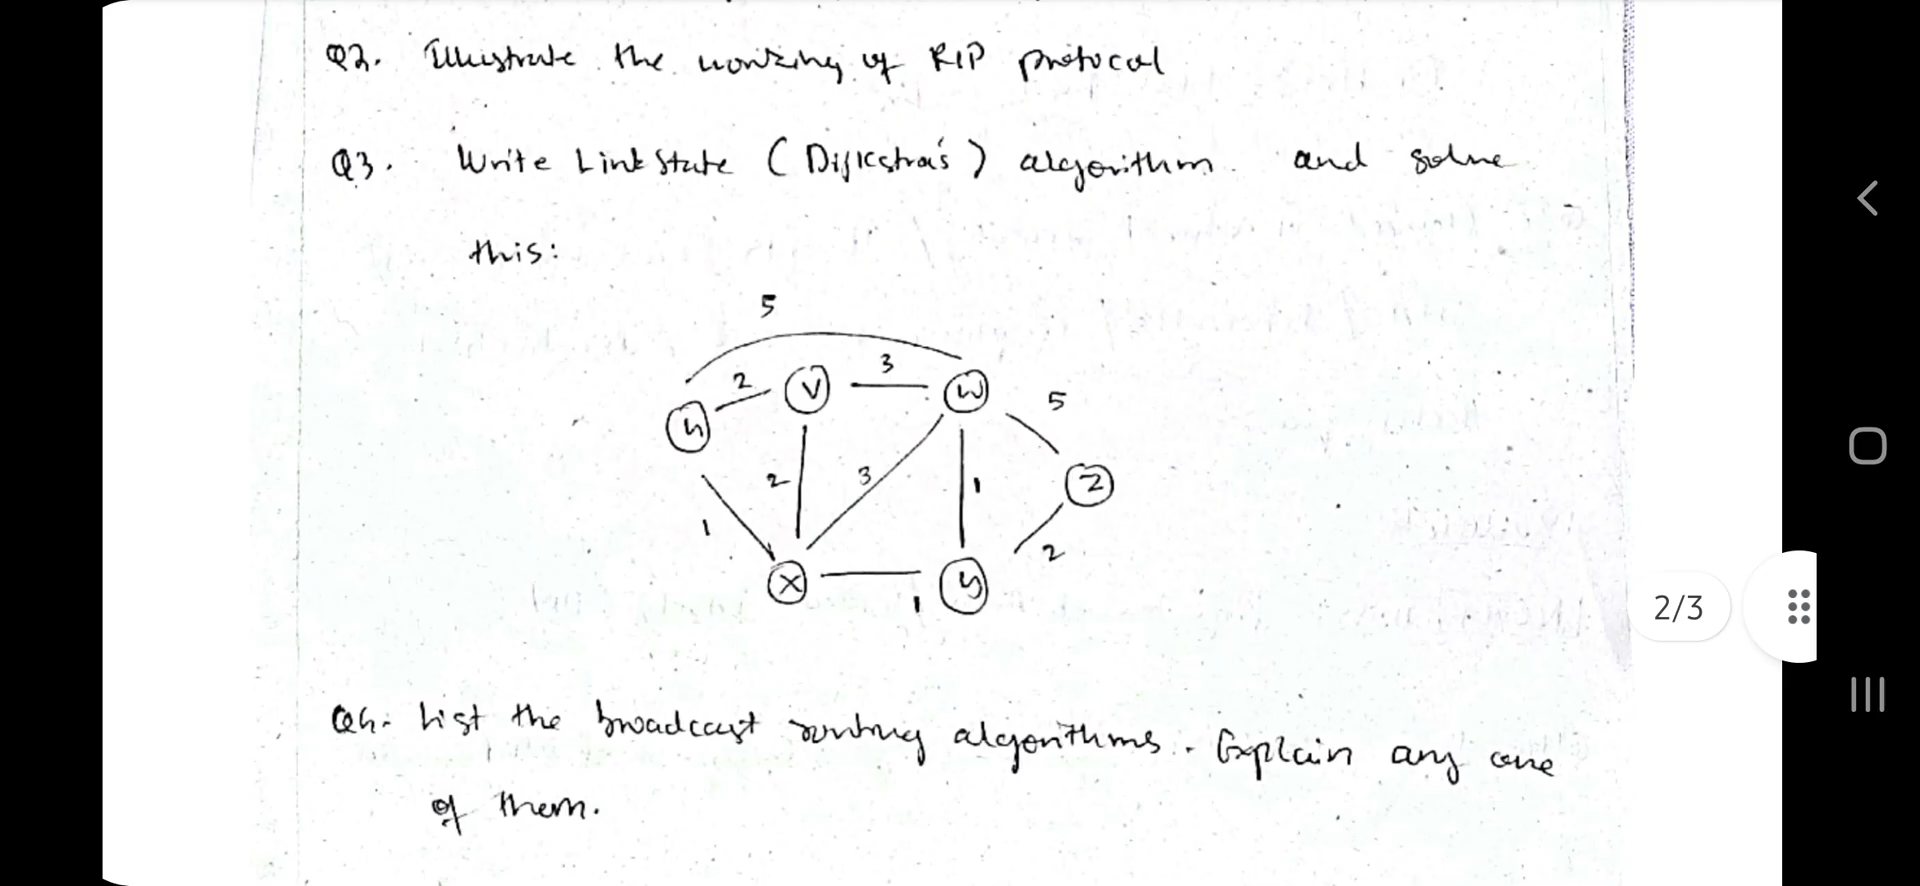 Q2. Illustrate the working of RIP protocal
Q3. Write Link State (Dijkstra's) algorithm and solve
this:
5
2 V 3 W 5
u
2 3 1 Z
1 2
X 1 y
2/3
Q4. List the broadcast routing algorithms. Explain any one
of them.